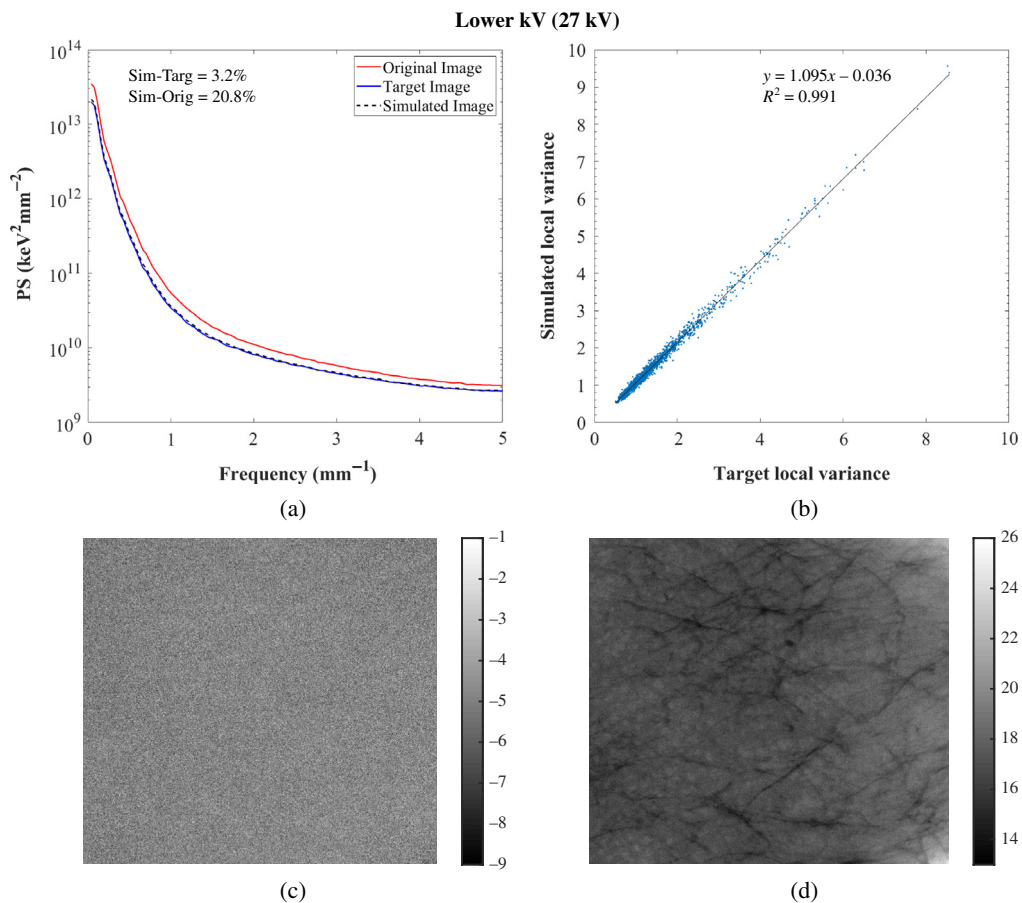 Lower kV (27 kV)
10^14
10^13
10^12
10^11
10^10
10^9
PS (keV^2mm^−2)
Sim-Targ = 3.2%
Sim-Orig = 20.8%
Original Image
Target Image
Simulated Image
0 1 2 3 4 5
Frequency (mm^−1)
(a)
10
9
8
7
6
5
4
3
2
1
0
Simulated local variance
y = 1.095x – 0.036
R^2 = 0.991
0 2 4 6 8 10
Target local variance
(b)
–1
–2
–3
–4
–5
–6
–7
–8
–9
(c)
26
24
22
20
18
16
14
(d)